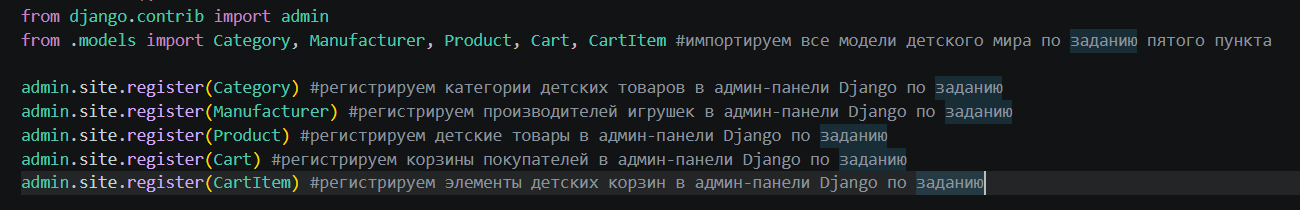 from django.contrib import admin
from .models import Category, Manufacturer, Product, Cart, CartItem #импортируем все модели детского мира по заданию пятого пункта
admin.site.register(Category) #регистрируем категории детских товаров в админ-панели Django по заданию
admin.site.register(Manufacturer) #регистрируем производителей игрушек в админ-панели Django по заданию
admin.site.register(Product) #регистрируем детские товары в админ-панели Django по заданию
admin.site.register(Cart) #регистрируем корзины покупателей в админ-панели Django по заданию
admin.site.register(CartItem) #регистрируем элементы детских корзин в админ-панели Django по заданию